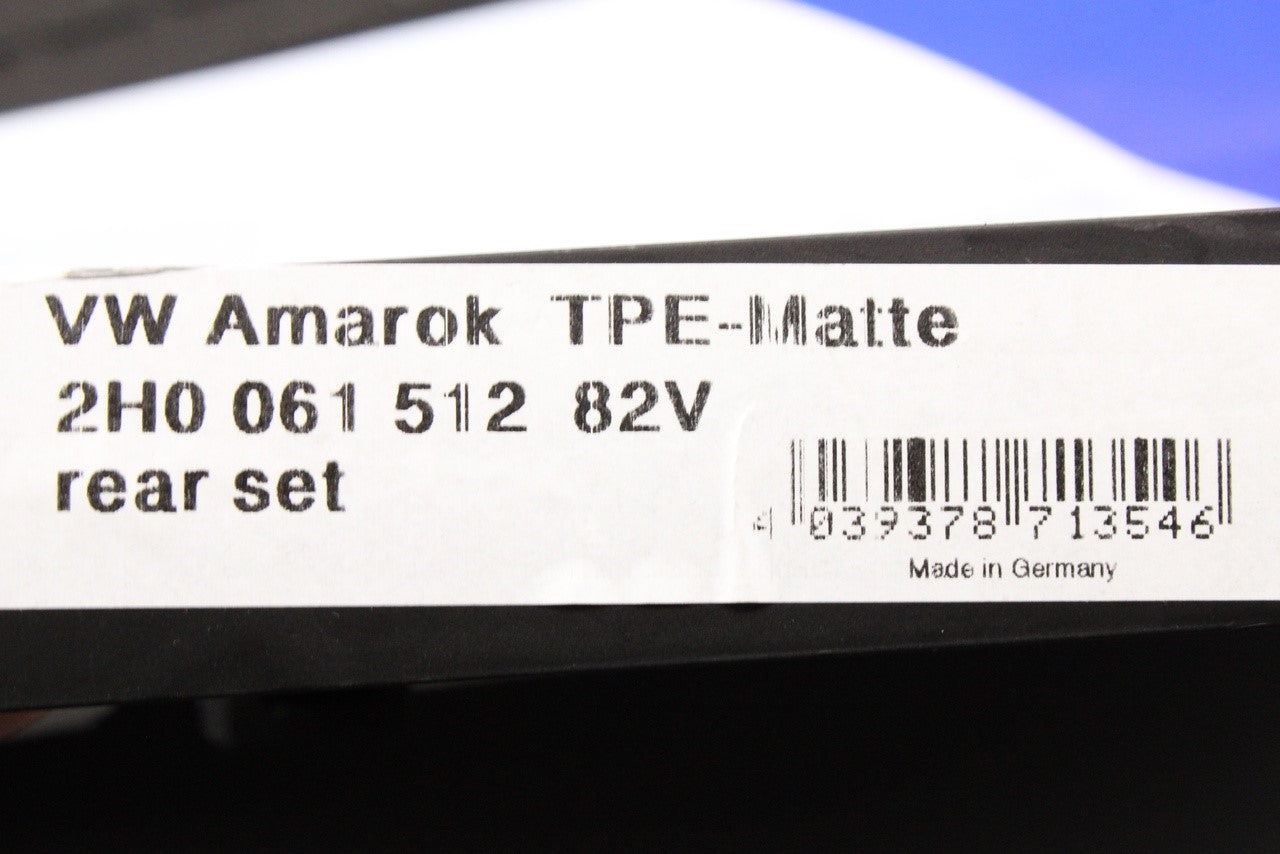 VW Amarok TPE-Matte
2H0 061 512 82V
rear set
4 039378 713546
Made in Germany